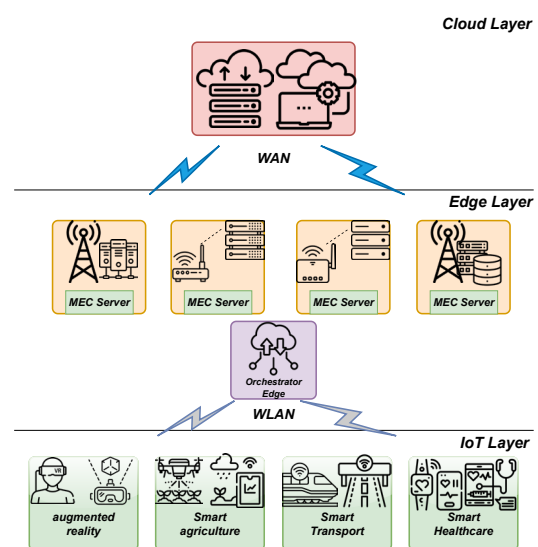 Cloud Layer
WAN
Edge Layer
MEC Server
MEC Server
MEC Server
MEC Server
Orchestrator
Edge
WLAN
IoT Layer
VR
augmented
reality
Smart
agriculture
Smart
Transport
Smart
Healthcare